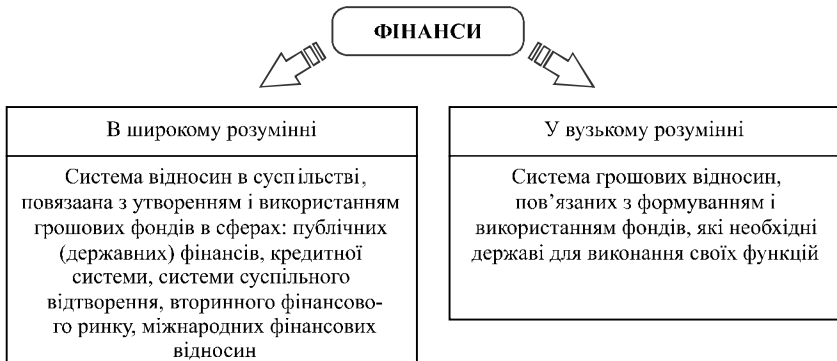 ФІНАНСИ
В широкому розумінні
Система відносин в суспільстві,
повязаана з утворенням і використанням
грошових фондів в сферах: публічних
(державних) фінансів, кредитної
системи, системи суспільного
відтворення, вторинного фінансово-
го ринку, міжнародних фінансових
відносин
У вузькому розумінні
Система грошових відносин,
пов’язаних з формуванням і
використанням фондів, які необхідні
державі для виконання своїх функцій